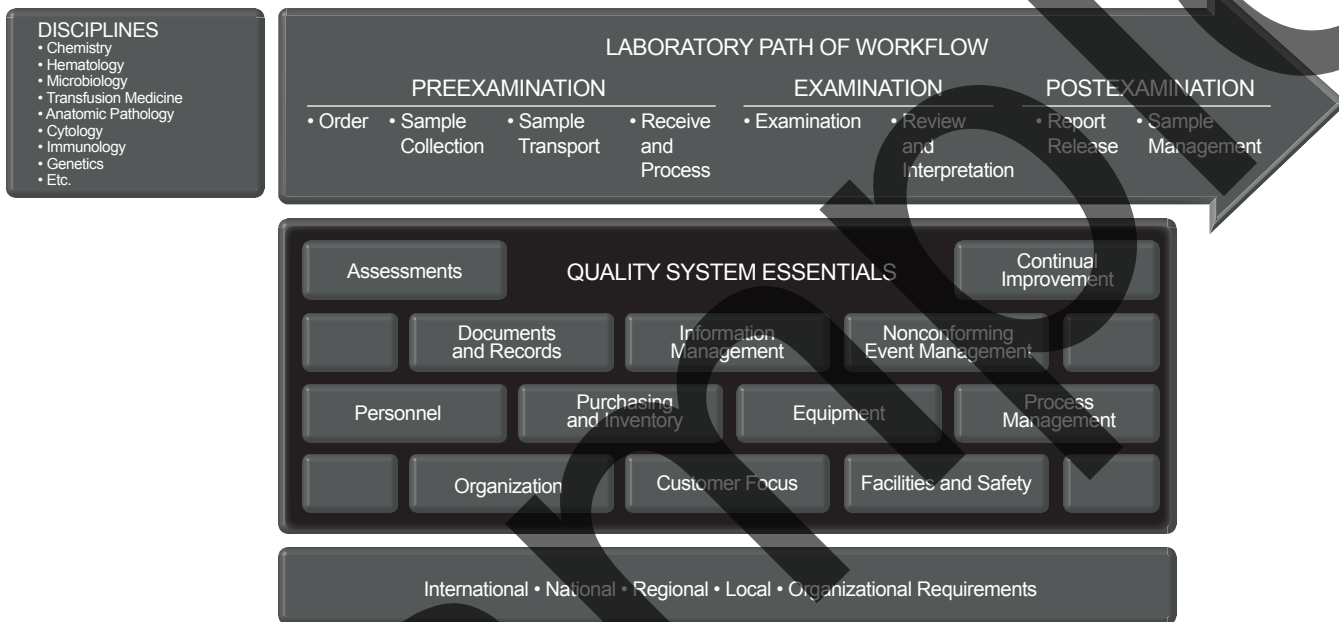 DISCIPLINES
• Chemistry
• Hematology
• Microbiology
• Transfusion Medicine
• Anatomic Pathology
• Cytology
• Immunology
• Genetics
• Etc.
LABORATORY PATH OF WORKFLOW
PREEXAMINATION
• Order
• Sample
Collection
• Sample
Transport
• Receive
and
Process
EXAMINATION
• Examination
• Review
and
Interpretation
POSTEXAMINATION
• Report
Release
• Sample
Management
QUALITY SYSTEM ESSENTIALS
Assessments
Continual
Improvement
Documents
and Records
Information
Management
Nonconforming
Event Management
Personnel
Purchasing
and Inventory
Equipment
Process
Management
Organization
Customer Focus
Facilities and Safety
International • National • Regional • Local • Organizational Requirements